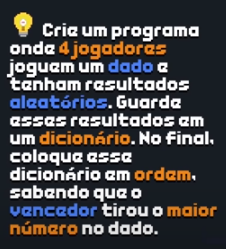 Crie um programa
onde 4 jogadores
joguem um dado e
tenham resultados
aleatórios. Guarde
esses resultados em
um dicionário. No final,
coloque esse
dicionário em ordem,
sabendo que o
vencedor tirou o maior
número no dado.